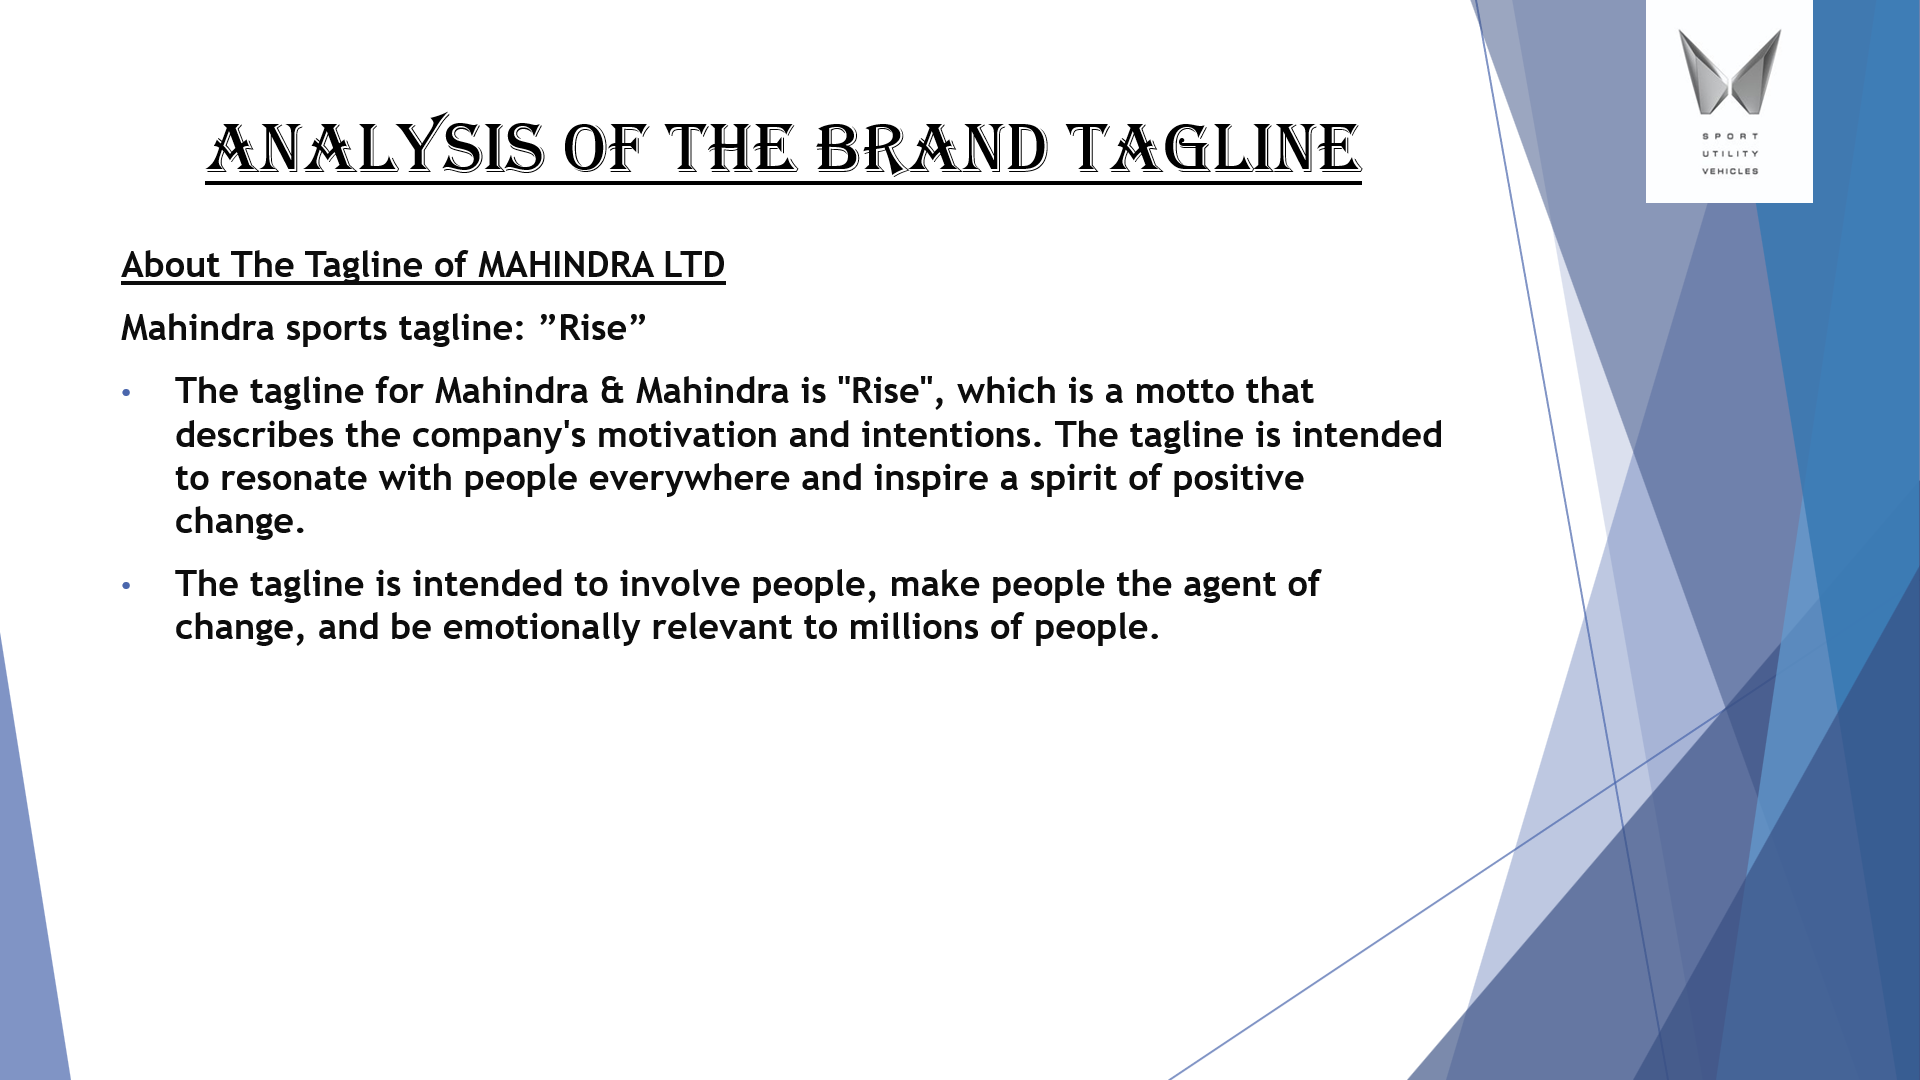 SPORT
UTILITY
VEHICLES
ANALYSIS OF THE BRAND TAGLINE
About The Tagline of MAHINDRA LTD
Mahindra sports tagline: ”Rise”
• The tagline for Mahindra & Mahindra is "Rise", which is a motto that
describes the company's motivation and intentions. The tagline is intended
to resonate with people everywhere and inspire a spirit of positive
change.
• The tagline is intended to involve people, make people the agent of
change, and be emotionally relevant to millions of people.